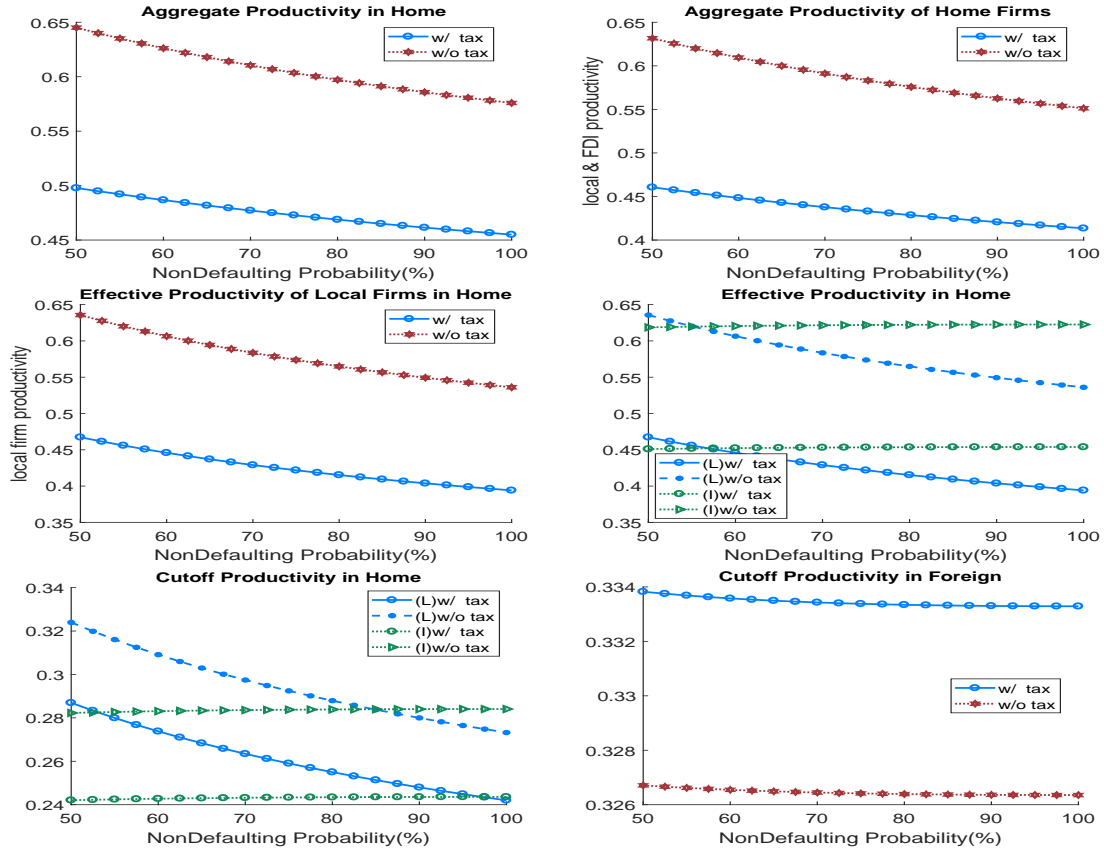 Aggregate Productivity in Home
0.65
0.6
0.55
0.5
0.45
50 60 70 80 90 100
NonDefaulting Probability(%)
w/ tax
w/o tax
Aggregate Productivity of Home Firms
local & FDI productivity
0.65
0.6
0.55
0.5
0.45
0.4
50 60 70 80 90 100
NonDefaulting Probability(%)
w/ tax
w/o tax
Effective Productivity of Local Firms in Home
local firm productivity
0.65
0.6
0.55
0.5
0.45
0.4
0.35
50 60 70 80 90 100
NonDefaulting Probability(%)
w/ tax
w/o tax
Effective Productivity in Home
0.65
0.6
0.55
0.5
0.45
0.4
0.35
50 60 70 80 90 100
NonDefaulting Probability(%)
(L)w/ tax
(L)w/o tax
(I)w/ tax
(I)w/o tax
Cutoff Productivity in Home
0.34
0.32
0.3
0.28
0.26
0.24
50 60 70 80 90 100
NonDefaulting Probability(%)
(L)w/ tax
(L)w/o tax
(I)w/ tax
(I)w/o tax
Cutoff Productivity in Foreign
0.334
0.332
0.33
0.328
0.326
50 60 70 80 90 100
NonDefaulting Probability(%)
w/ tax
w/o tax